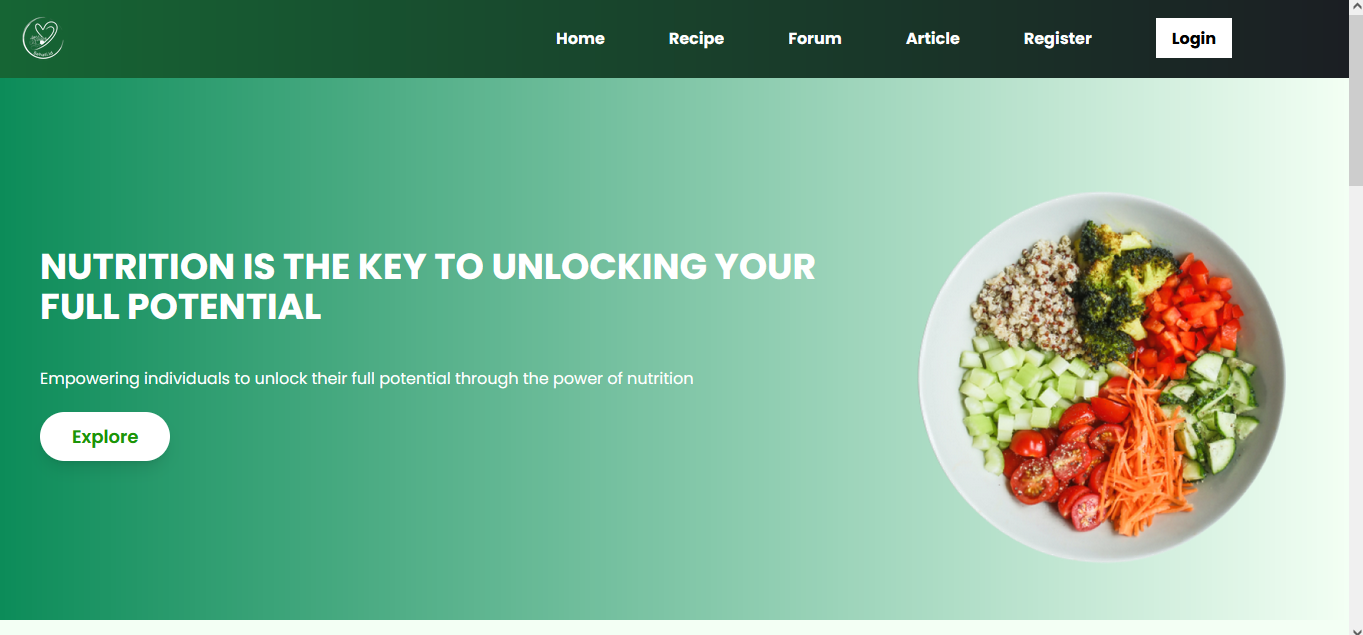 Home Recipe Forum Article Register Login
NUTRITION IS THE KEY TO UNLOCKING YOUR
FULL POTENTIAL
Empowering individuals to unlock their full potential through the power of nutrition
Explore